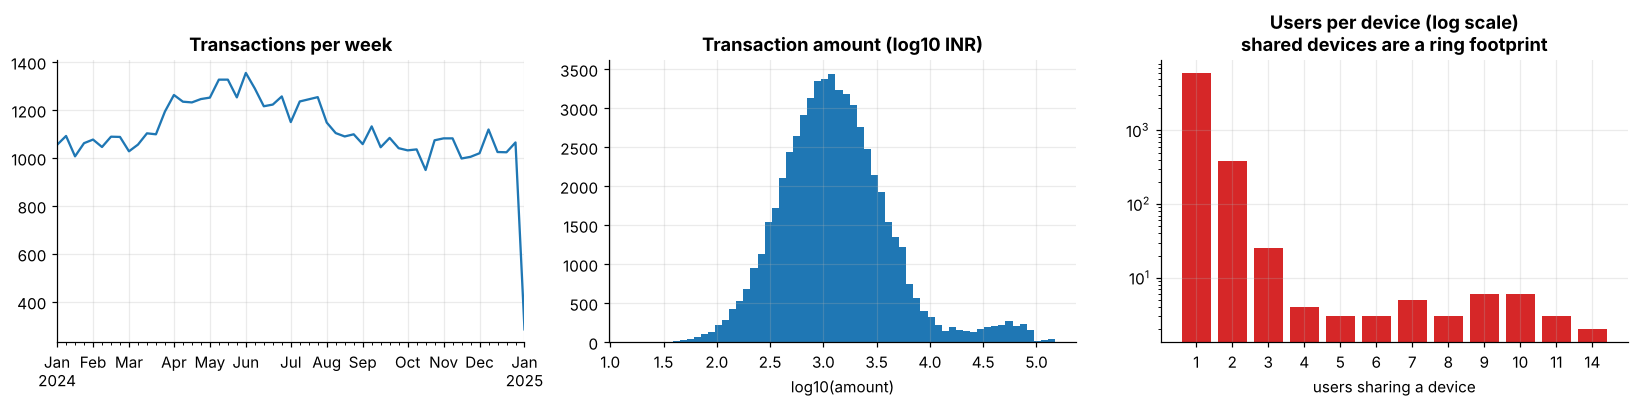 Transactions per week
1400
1200
1000
800
600
400
Jan Feb Mar Apr May Jun Jul Aug Sep Oct Nov Dec Jan
2024 2025
Transaction amount (log10 INR)
3500
3000
2500
2000
1500
1000
500
0
1.0 1.5 2.0 2.5 3.0 3.5 4.0 4.5 5.0
log10(amount)
Users per device (log scale)
shared devices are a ring footprint
10³
10²
10¹
1 2 3 4 5 6 7 8 9 10 11 14
users sharing a device